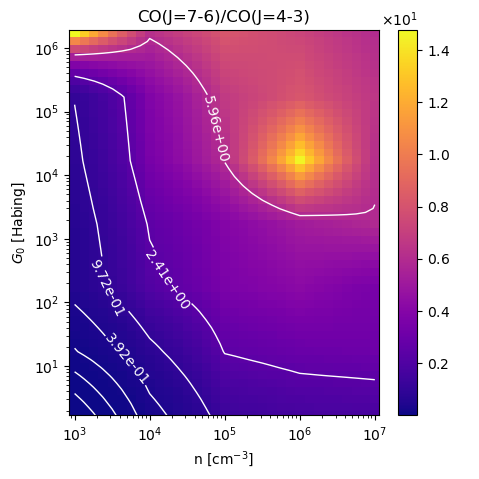 CO(J=7-6)/CO(J=4-3)
×10¹
10⁶
10⁵
10⁴
10³
10²
10¹
G₀ [Habing]
5.96e+00
2.41e+00
9.72e-01
3.92e-01
1.4
1.2
1.0
0.8
0.6
0.4
0.2
10³
10⁴
10⁵
10⁶
10⁷
n [cm⁻³]